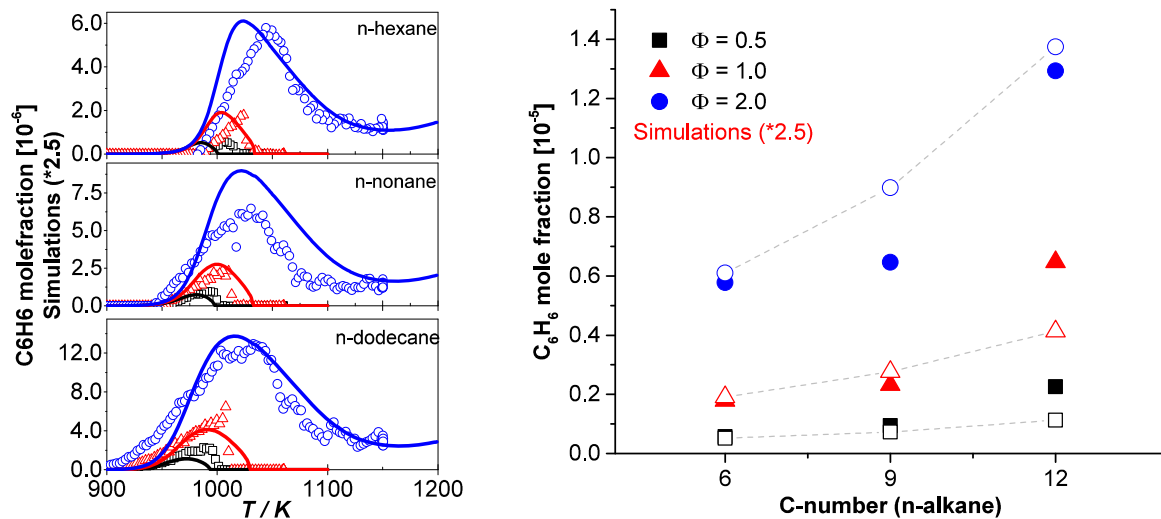 C6H6 molefraction [10⁻⁶]
Simulations (*2.5)
6.0
4.0
2.0
0.0
n-hexane
7.5
5.0
2.5
0.0
n-nonane
12.0
8.0
4.0
0.0
n-dodecane
900
1000
1100
1200
T / K
C₆H₆ mole fraction [10⁻⁵]
1.4
1.2
1.0
0.8
0.6
0.4
0.2
0.0
Φ = 0.5
Φ = 1.0
Φ = 2.0
Simulations (*2.5)
6
9
12
C-number (n-alkane)